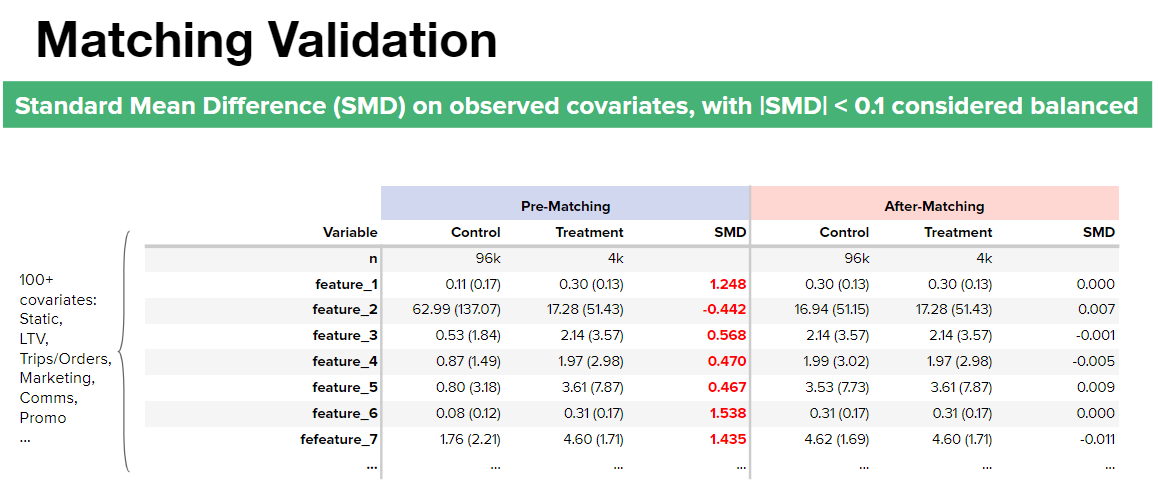 Matching Validation
Standard Mean Difference (SMD) on observed covariates, with |SMD| < 0.1 considered balanced
Pre-Matching After-Matching
Variable Control Treatment SMD Control Treatment SMD
n 96k 4k 96k 4k
feature_1 0.11 (0.17) 0.30 (0.13) 1.248 0.30 (0.13) 0.30 (0.13) 0.000
feature_2 62.99 (137.07) 17.28 (51.43) -0.442 16.94 (51.15) 17.28 (51.43) 0.007
feature_3 0.53 (1.84) 2.14 (3.57) 0.568 2.14 (3.57) 2.14 (3.57) -0.001
feature_4 0.87 (1.49) 1.97 (2.98) 0.470 1.99 (3.02) 1.97 (2.98) -0.005
feature_5 0.80 (3.18) 3.61 (7.87) 0.467 3.53 (7.73) 3.61 (7.87) 0.009
feature_6 0.08 (0.12) 0.31 (0.17) 1.538 0.31 (0.17) 0.31 (0.17) 0.000
fefeature_7 1.76 (2.21) 4.60 (1.71) 1.435 4.62 (1.69) 4.60 (1.71) -0.011
... ... ... ... ... ... ...
100+
covariates:
Static,
LTV,
Trips/Orders,
Marketing,
Comms,
Promo
...